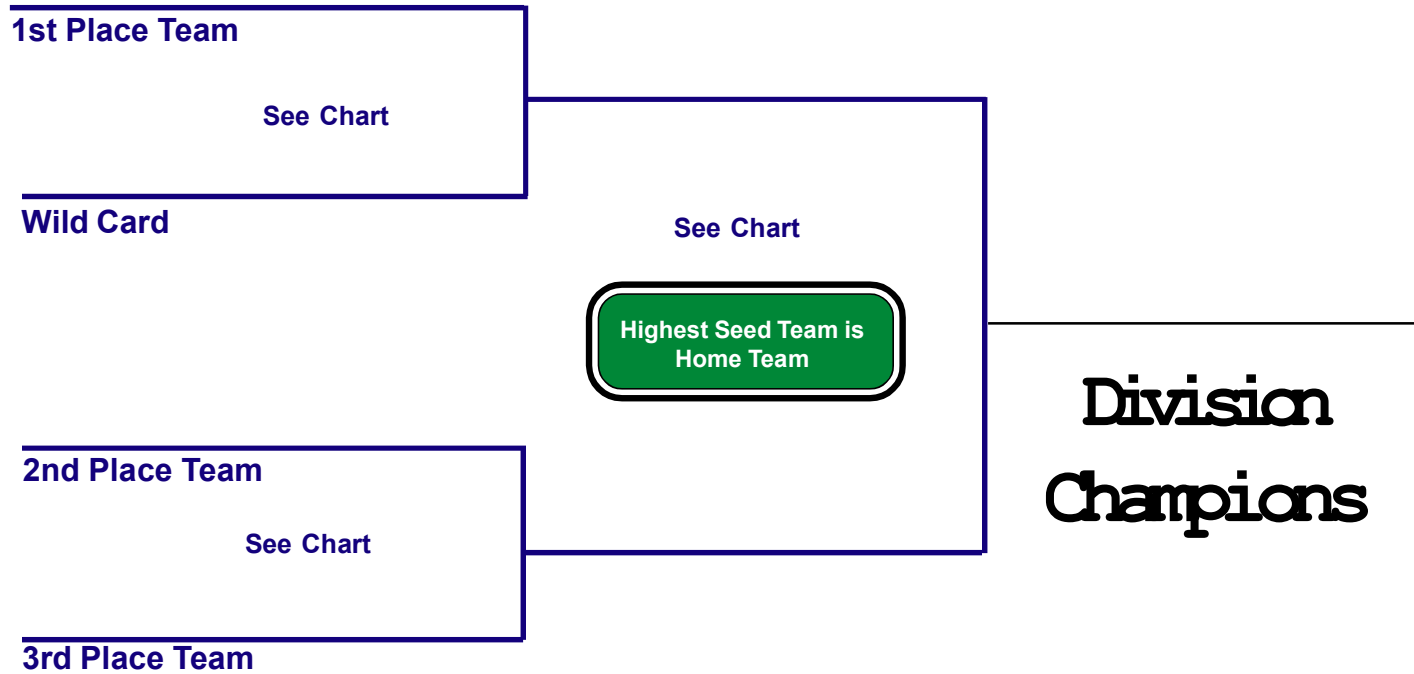 1st Place Team
See Chart
Wild Card
See Chart
Highest Seed Team is
Home Team
Division
Champions
2nd Place Team
See Chart
3rd Place Team